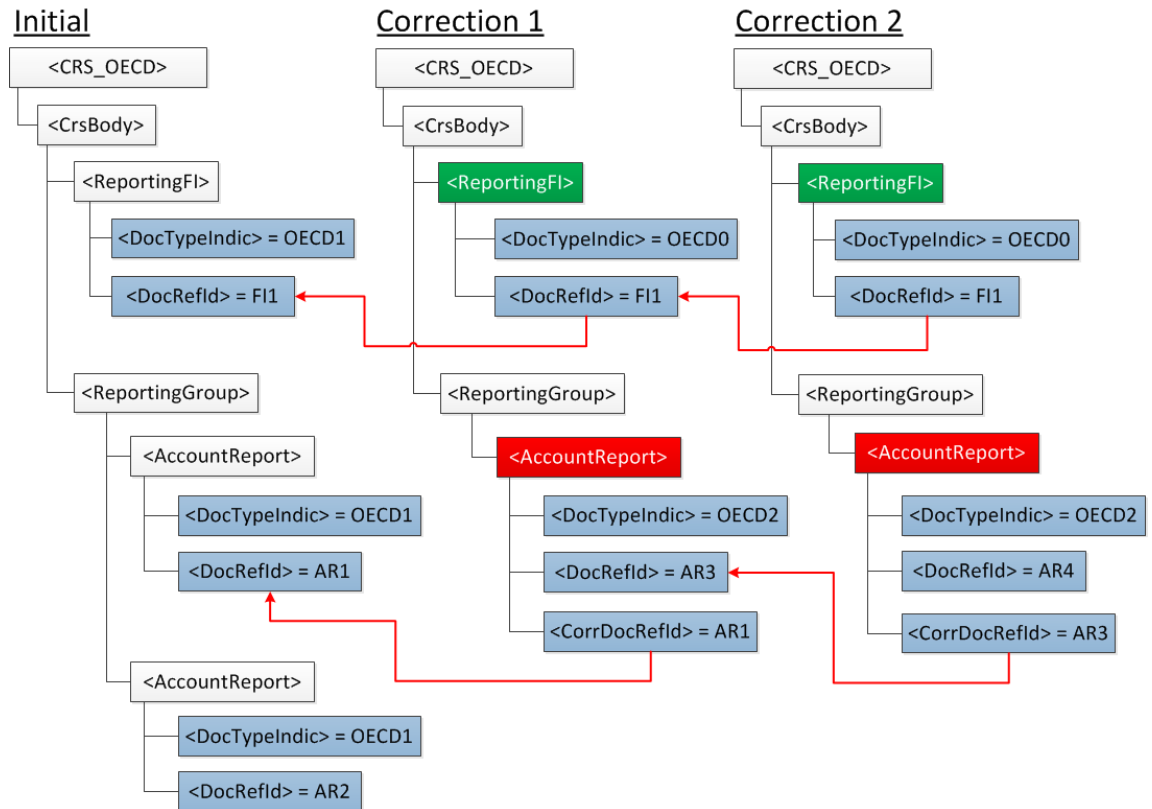 Initial
<CRS_OECD>
<CrsBody>
<ReportingFI>
<DocTypeIndic> = OECD1
<DocRefId> = FI1
<ReportingGroup>
<AccountReport>
<DocTypeIndic> = OECD1
<DocRefId> = AR1
<AccountReport>
<DocTypeIndic> = OECD1
<DocRefId> = AR2
Correction 1
<CRS_OECD>
<CrsBody>
<ReportingFI>
<DocTypeIndic> = OECD0
<DocRefId> = FI1
<ReportingGroup>
<AccountReport>
<DocTypeIndic> = OECD2
<DocRefId> = AR3
<CorrDocRefId> = AR1
Correction 2
<CRS_OECD>
<CrsBody>
<ReportingFI>
<DocTypeIndic> = OECD0
<DocRefId> = FI1
<ReportingGroup>
<AccountReport>
<DocTypeIndic> = OECD2
<DocRefId> = AR4
<CorrDocRefId> = AR3